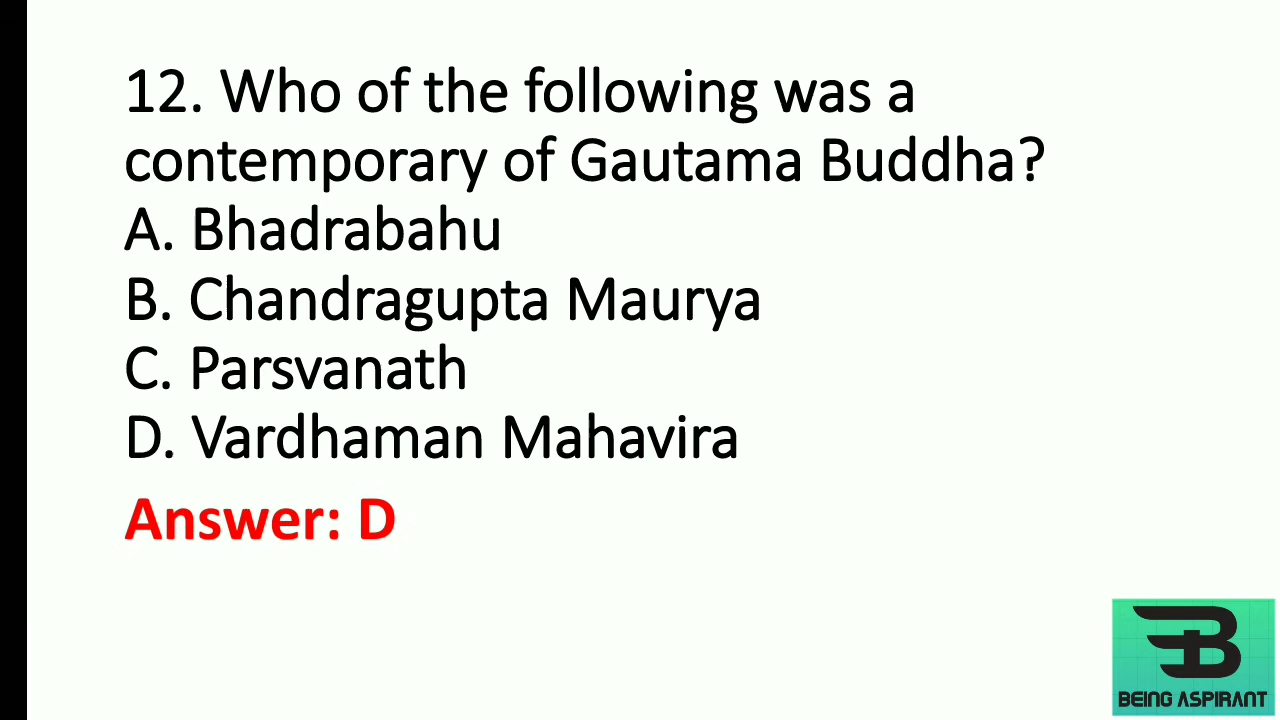 12. Who of the following was a
contemporary of Gautama Buddha?
A. Bhadrabahu
B. Chandragupta Maurya
C. Parsvanath
D. Vardhaman Mahavira
Answer: D
BEING ASPIRANT